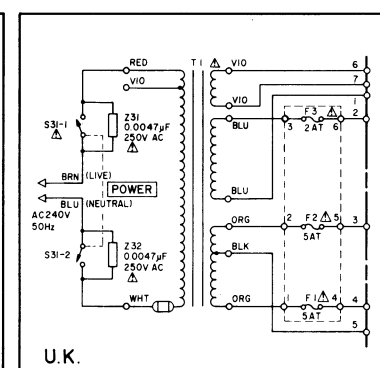 RED
T1
VIO
6
VIO
7
VIO
1
S31-1
Z31
0.0047μF
250V AC
BLU
F3
2
3
2AT
6
BRN
(LIVE)
POWER
BLU
BLU
(NEUTRAL)
AC240V
50Hz
ORG
2
F2
5
3
5AT
S31-2
Z32
0.0047μF
250V AC
BLK
WHT
ORG
1
F1
4
4
5AT
5
U.K.